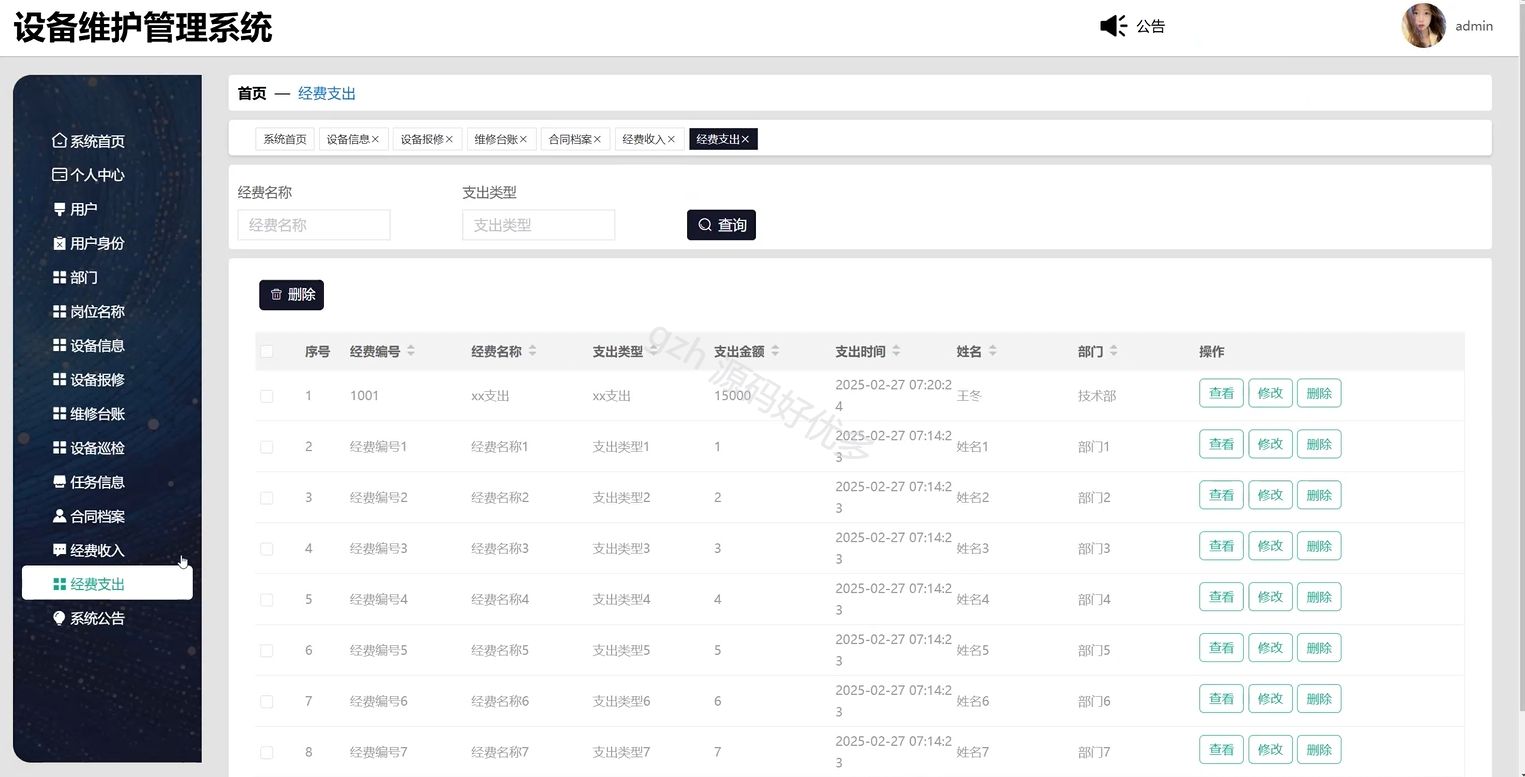 设备维护管理系统
公告
admin
系统首页
个人中心
用户
用户身份
部门
岗位名称
设备信息
设备报修
维修台账
设备巡检
任务信息
合同档案
经费收入
经费支出
系统公告
首页 — 经费支出
系统首页 设备信息× 设备报修× 维修台账× 合同档案× 经费收入× 经费支出×
经费名称 支出类型
经费名称 支出类型 查询
删除
序号 经费编号 经费名称 支出类型 支出金额 支出时间 姓名 部门 操作
1 1001 xx支出 xx支出 15000 2025-02-27 07:20:24 王冬 技术部 查看 修改 删除
2 经费编号1 经费名称1 支出类型1 1 2025-02-27 07:14:23 姓名1 部门1 查看 修改 删除
3 经费编号2 经费名称2 支出类型2 2 2025-02-27 07:14:23 姓名2 部门2 查看 修改 删除
4 经费编号3 经费名称3 支出类型3 3 2025-02-27 07:14:23 姓名3 部门3 查看 修改 删除
5 经费编号4 经费名称4 支出类型4 4 2025-02-27 07:14:23 姓名4 部门4 查看 修改 删除
6 经费编号5 经费名称5 支出类型5 5 2025-02-27 07:14:23 姓名5 部门5 查看 修改 删除
7 经费编号6 经费名称6 支出类型6 6 2025-02-27 07:14:23 姓名6 部门6 查看 修改 删除
8 经费编号7 经费名称7 支出类型7 7 2025-02-27 07:14:23 姓名7 部门7 查看 修改 删除
gzh 源码好优多